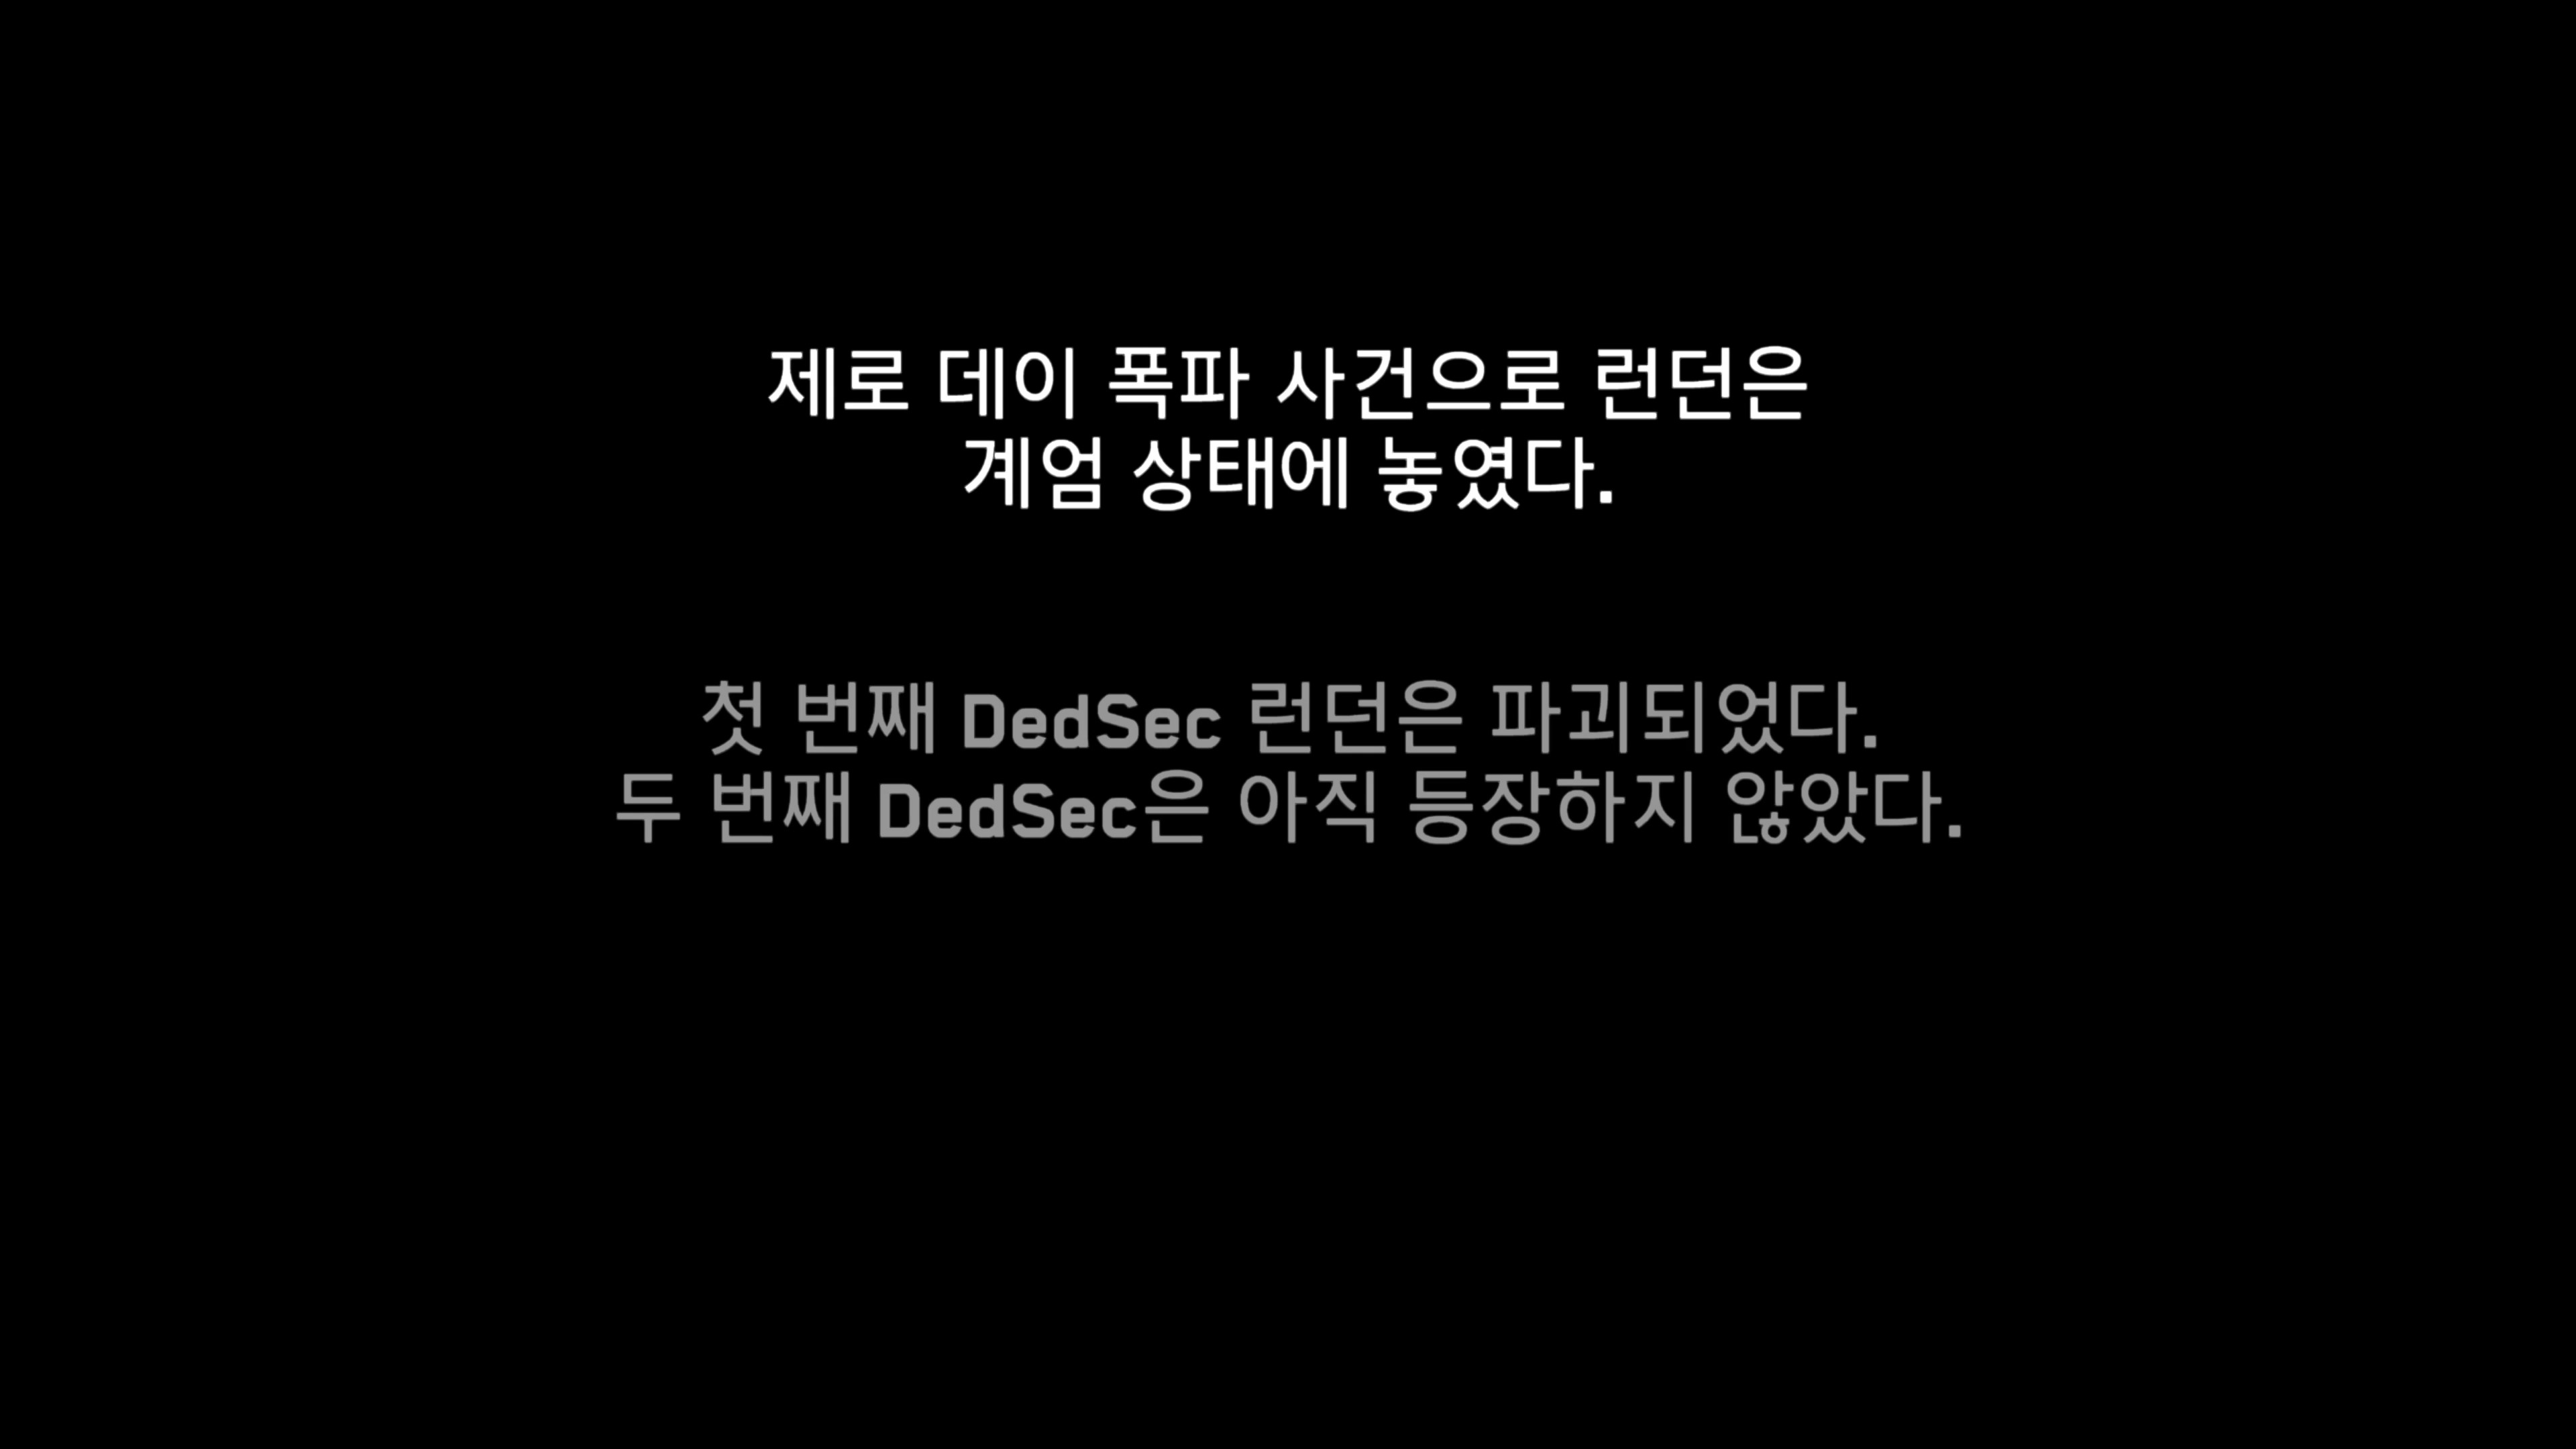 제로 데이 폭파 사건으로 런던은
계엄 상태에 놓였다.
첫 번째 DedSec 런던은 파괴되었다.
두 번째 DedSec은 아직 등장하지 않았다.